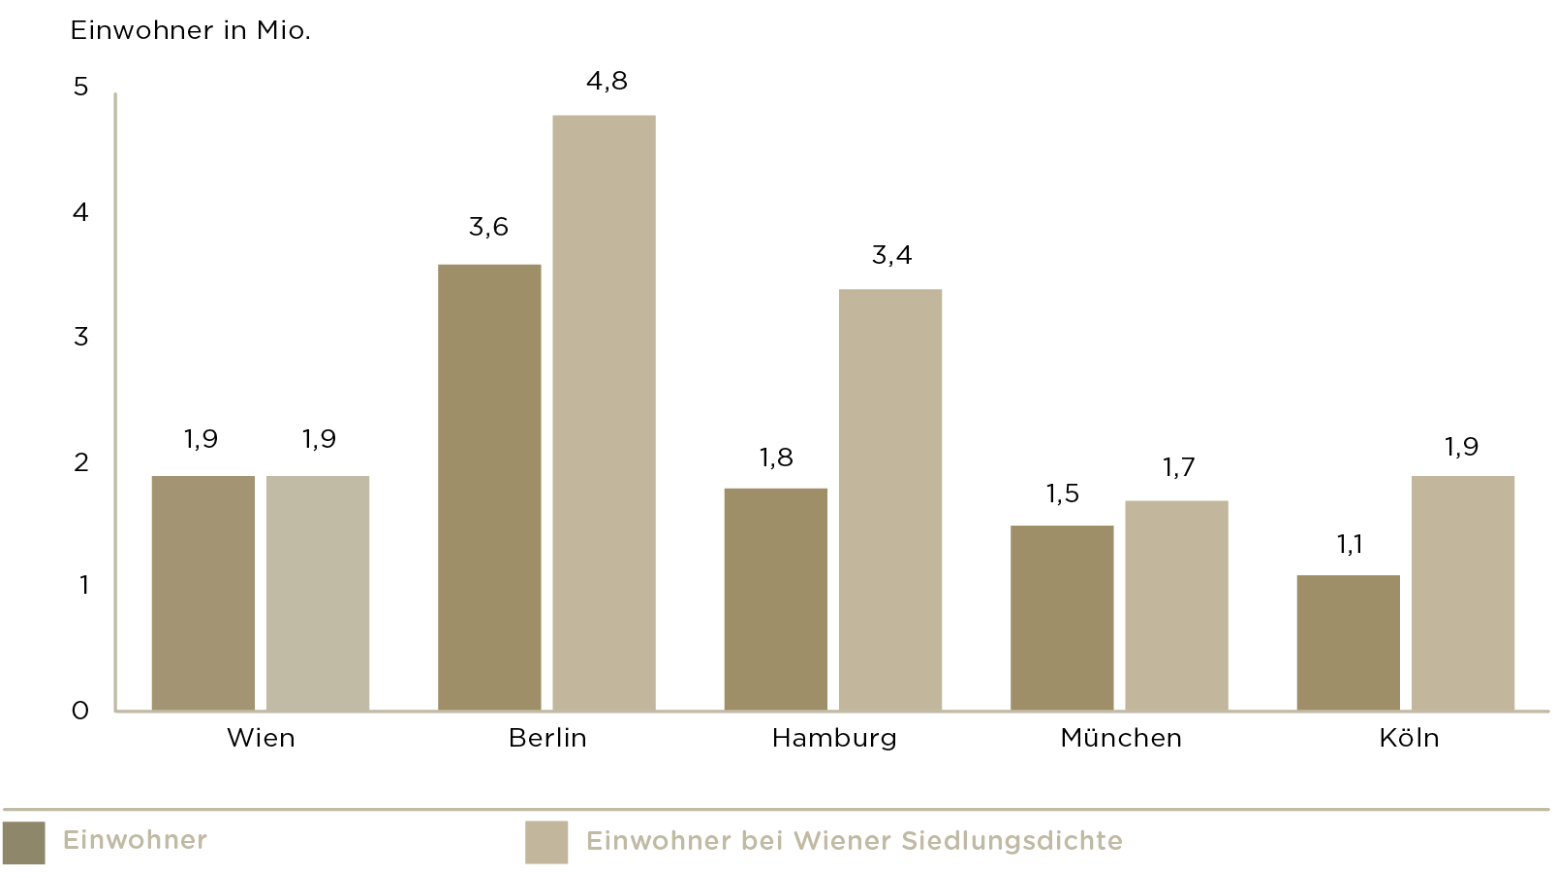 Einwohner in Mio.
5
4
3
2
1
0
1,9
1,9
3,6
4,8
1,8
3,4
1,5
1,7
1,1
1,9
Wien
Berlin
Hamburg
München
Köln
Einwohner
Einwohner bei Wiener Siedlungsdichte